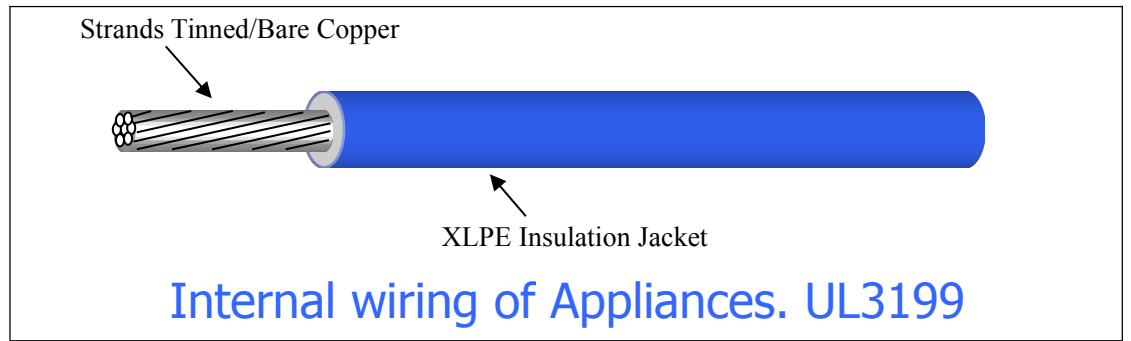 Strands Tinned/Bare Copper
XLPE Insulation Jacket
Internal wiring of Appliances. UL3199